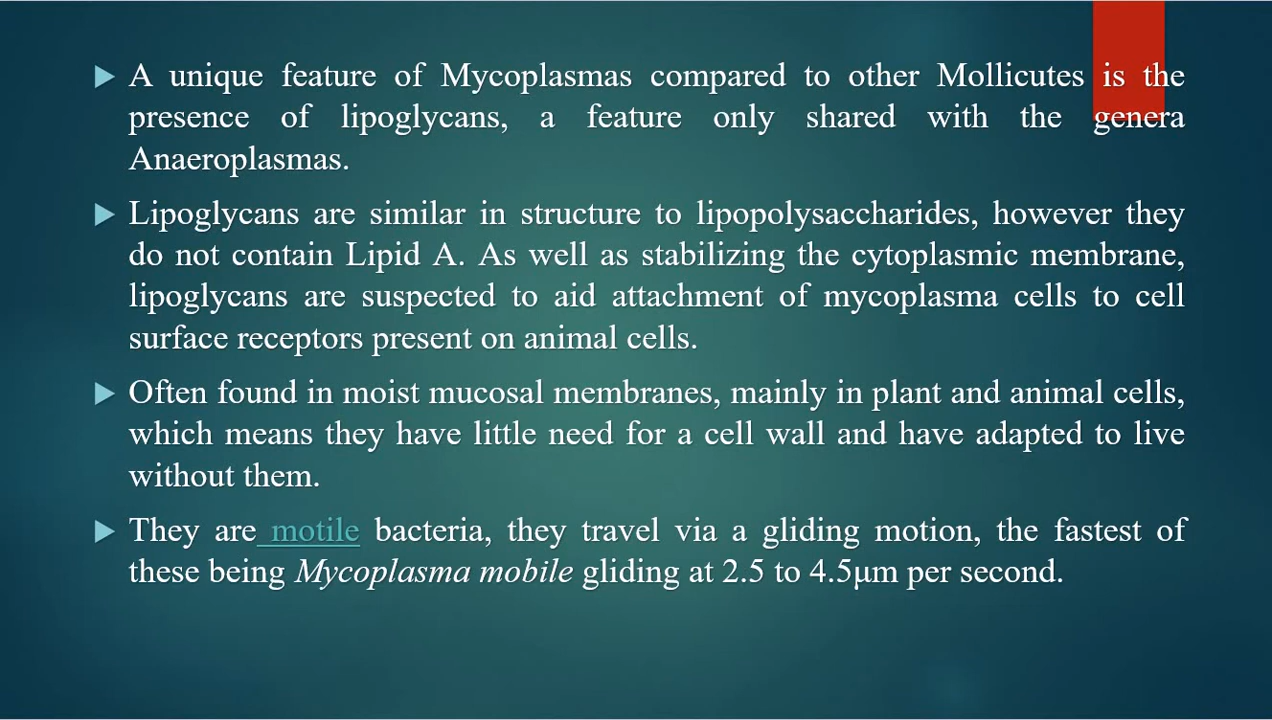 A unique feature of Mycoplasmas compared to other Mollicutes is the
presence of lipoglycans, a feature only shared with the genera
Anaeroplasmas.
Lipoglycans are similar in structure to lipopolysaccharides, however they
do not contain Lipid A. As well as stabilizing the cytoplasmic membrane,
lipoglycans are suspected to aid attachment of mycoplasma cells to cell
surface receptors present on animal cells.
Often found in moist mucosal membranes, mainly in plant and animal cells,
which means they have little need for a cell wall and have adapted to live
without them.
They are motile bacteria, they travel via a gliding motion, the fastest of
these being Mycoplasma mobile gliding at 2.5 to 4.5µm per second.